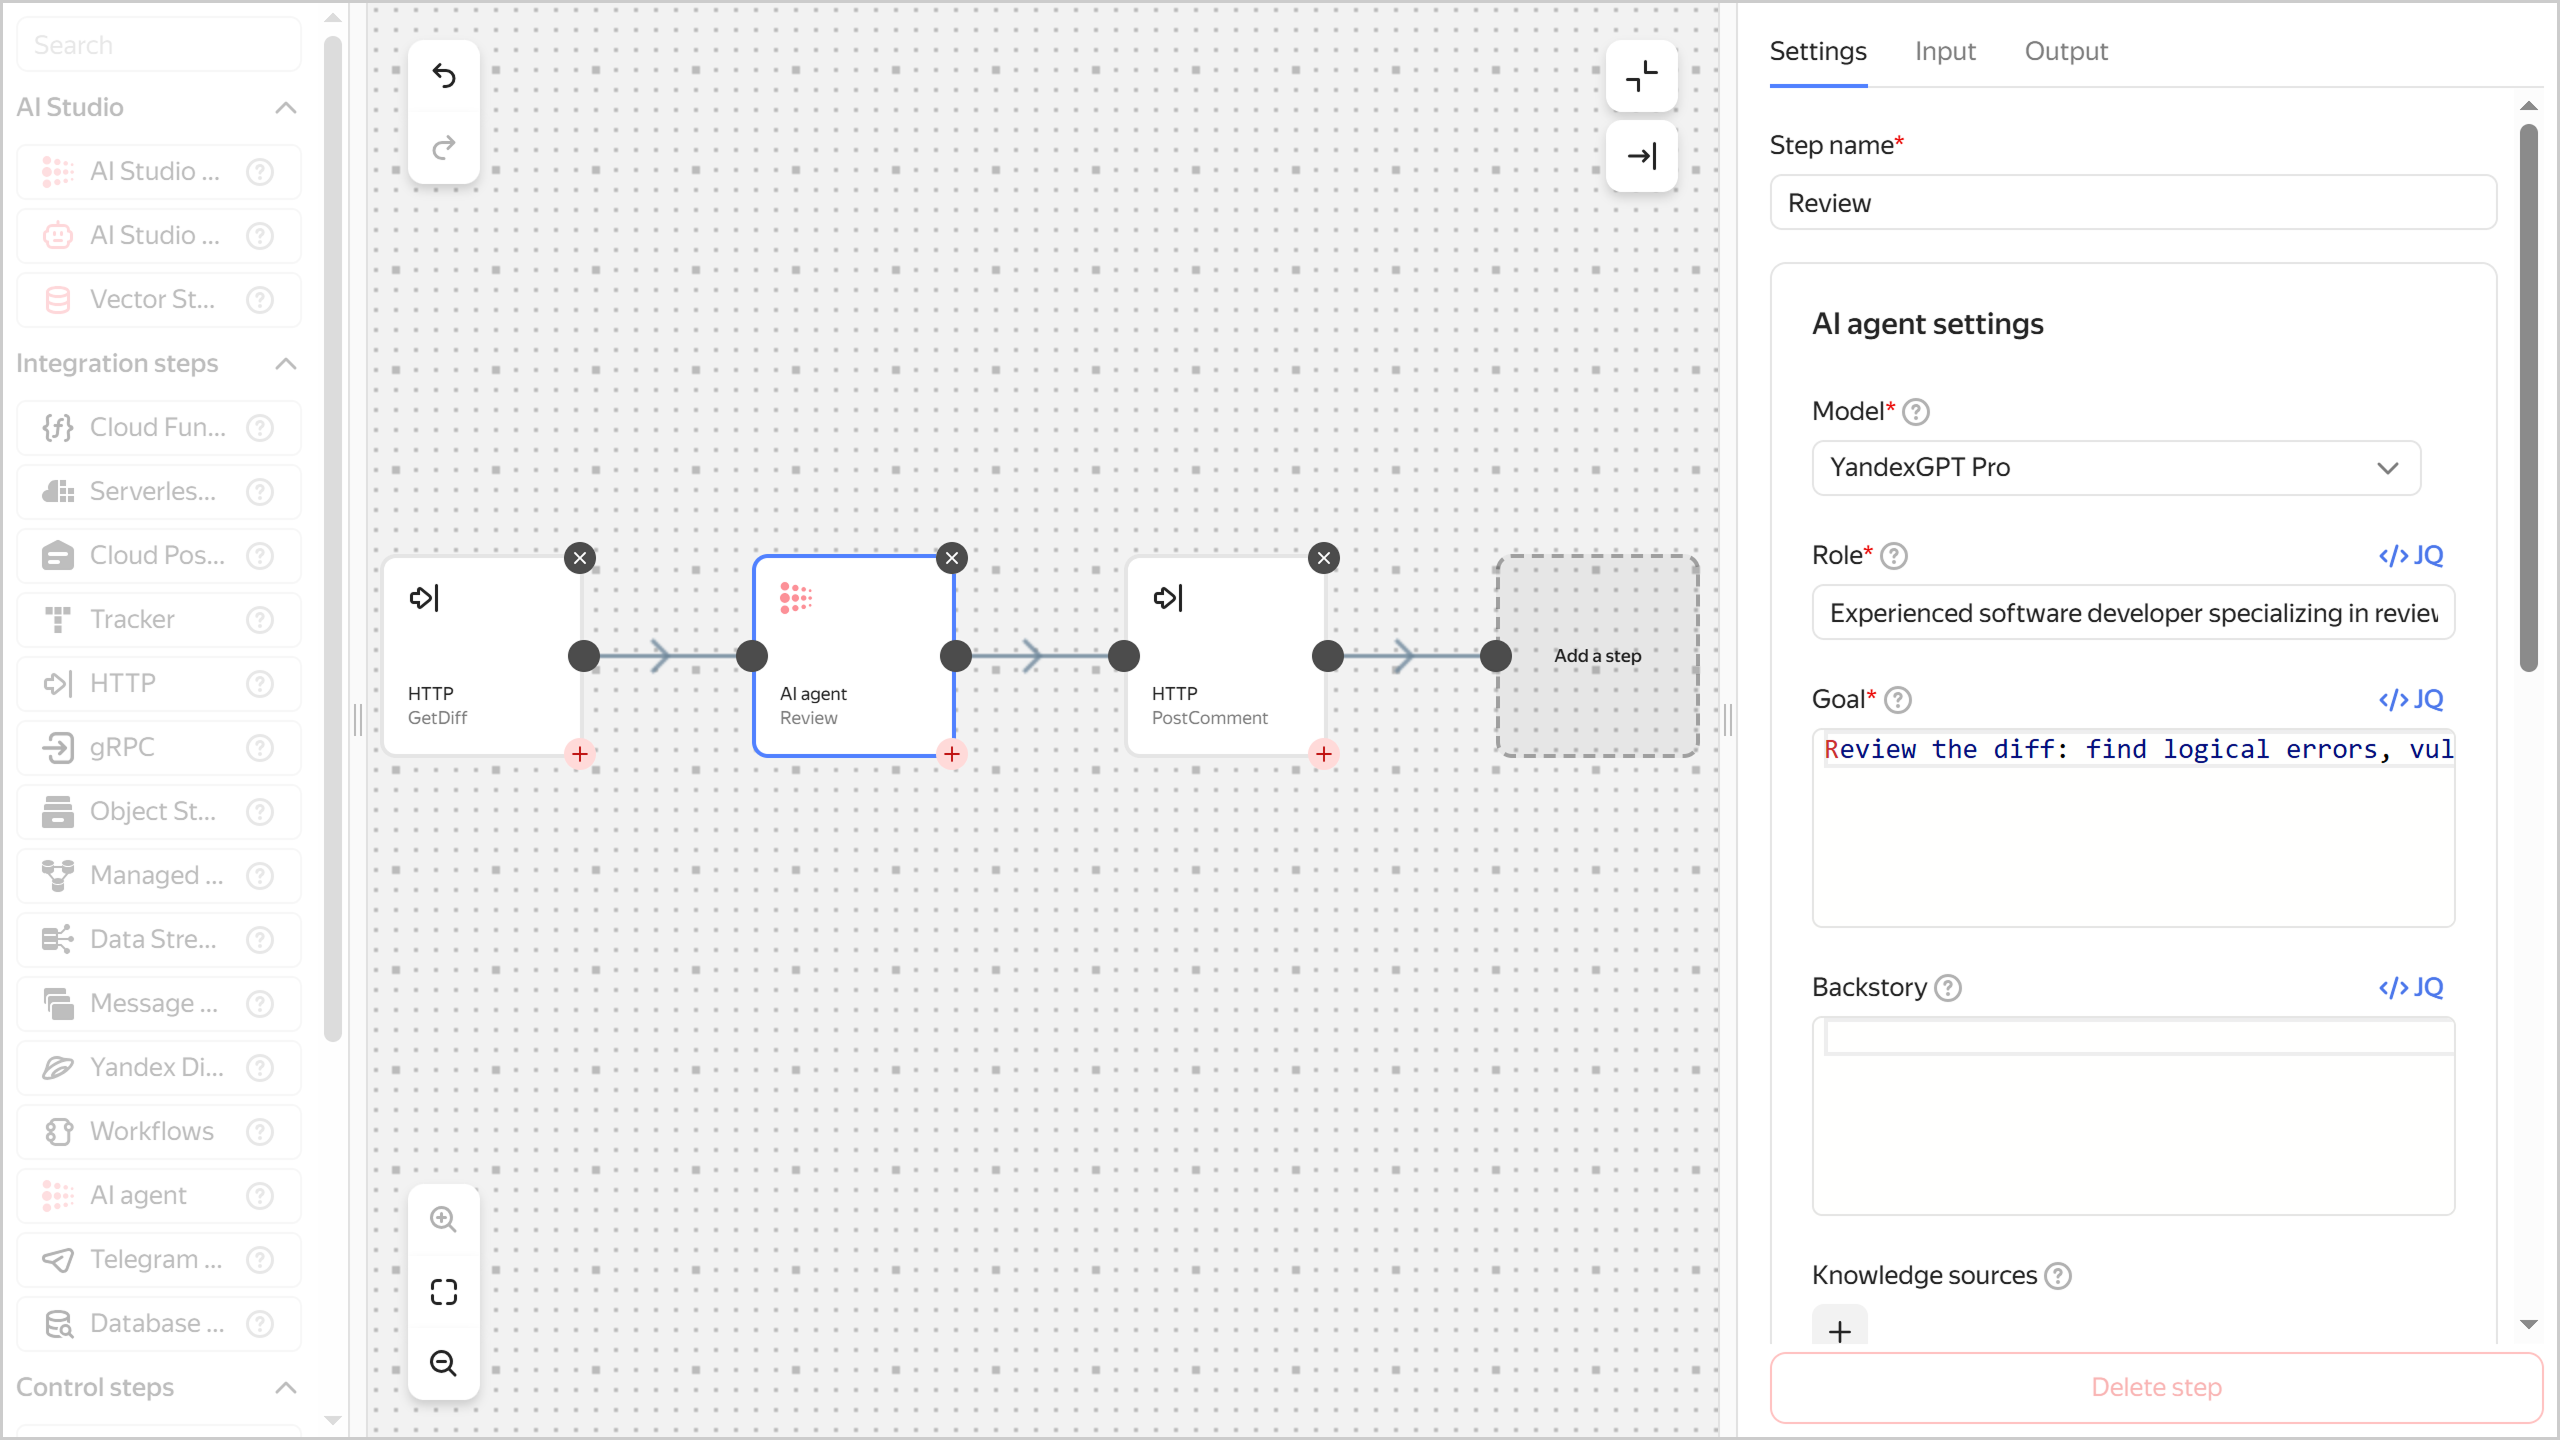 Search
AI Studio
AI Studio ...
AI Studio ...
Vector St...
Integration steps
Cloud Fun...
Serverles...
Cloud Pos...
Tracker
HTTP
gRPC
Object St...
Managed ...
Data Stre...
Message ...
Yandex Di...
Workflows
AI agent
Telegram ...
Database ...
Control steps
HTTP
GetDiff
AI agent
Review
HTTP
PostComment
Add a step
Settings Input Output
Step name*
Review
AI agent settings
Model*
YandexGPT Pro
Role* </> JQ
Experienced software developer specializing in review
Goal* </> JQ
Review the diff: find logical errors, vul
Backstory </> JQ
Knowledge sources
Delete step